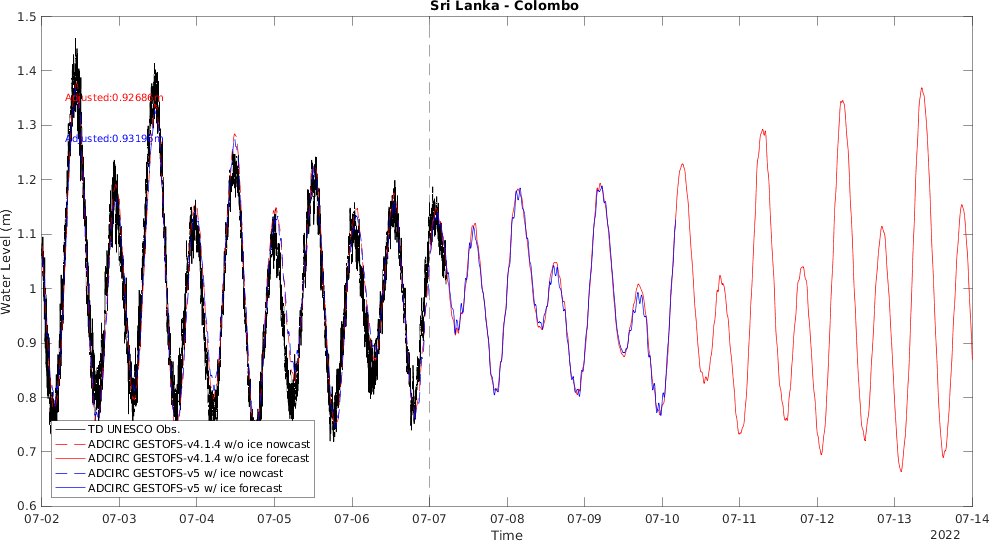 Sri Lanka - Colombo
1.5
1.4
1.3
1.2
1.1
1
0.9
0.8
0.7
0.6
Water Level (m)
Adjusted:0.92686m
Adjusted:0.93195m
TD UNESCO Obs.
ADCIRC GESTOFS-v4.1.4 w/o ice nowcast
ADCIRC GESTOFS-v4.1.4 w/o ice forecast
ADCIRC GESTOFS-v5 w/ ice nowcast
ADCIRC GESTOFS-v5 w/ ice forecast
07-02 07-03 07-04 07-05 07-06 07-07 07-08 07-09 07-10 07-11 07-12 07-13 07-14
Time
2022